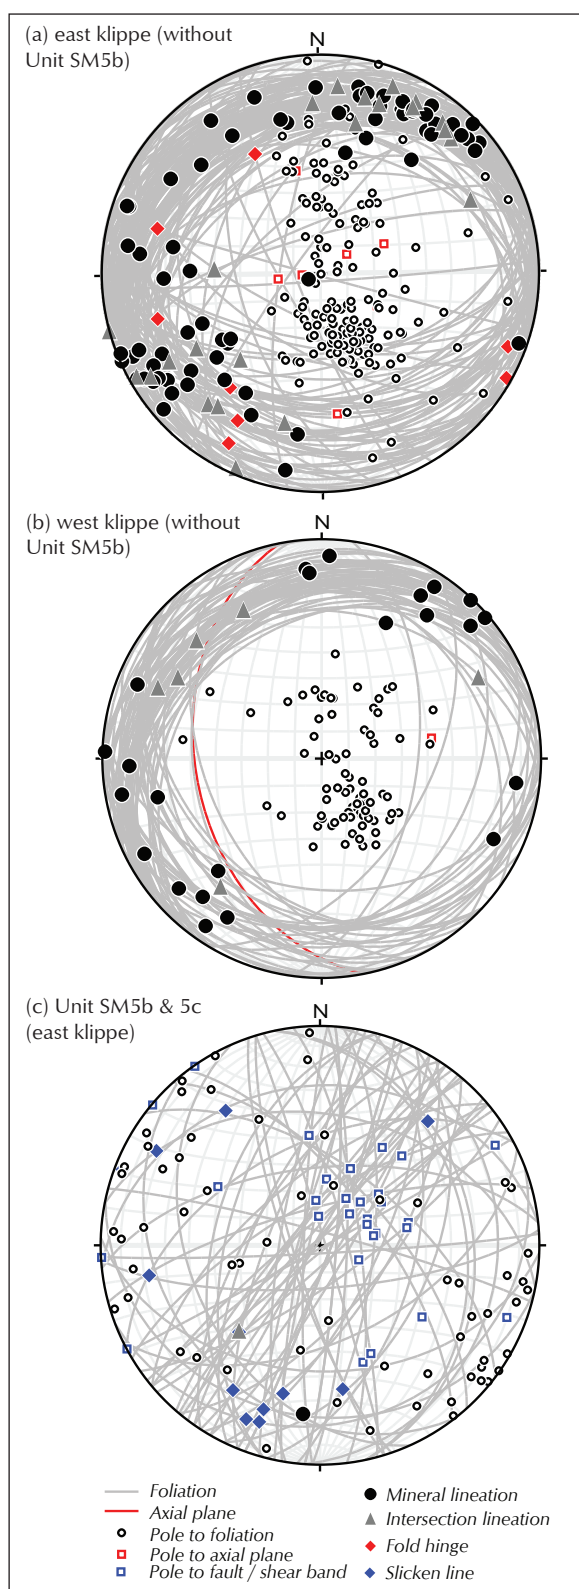 (a) east klippe (without
Unit SM5b)
N
(b) west klippe (without
Unit SM5b)
N
(c) Unit SM5b & 5c
(east klippe)
N
Foliation
Axial plane
Pole to foliation
Pole to axial plane
Pole to fault / shear band
Mineral lineation
Intersection lineation
Fold hinge
Slicken line